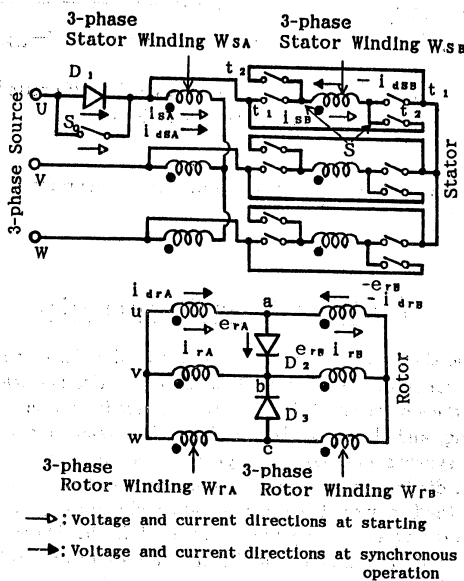 3-phase
Stator Winding WSA
3-phase
Stator Winding WSB
3-phase Source
U
D1
S0
isA
idsA
t2
t1
isB
- idsB
t1
t2
S
V
W
Stator
idrA
u
a
-erB
- idrB
erA
irA
D2
erB
irB
v
b
D3
w
c
Rotor
3-phase
Rotor Winding WrA
3-phase
Rotor Winding WrB
: Voltage and current directions at starting
: Voltage and current directions at synchronous
operation